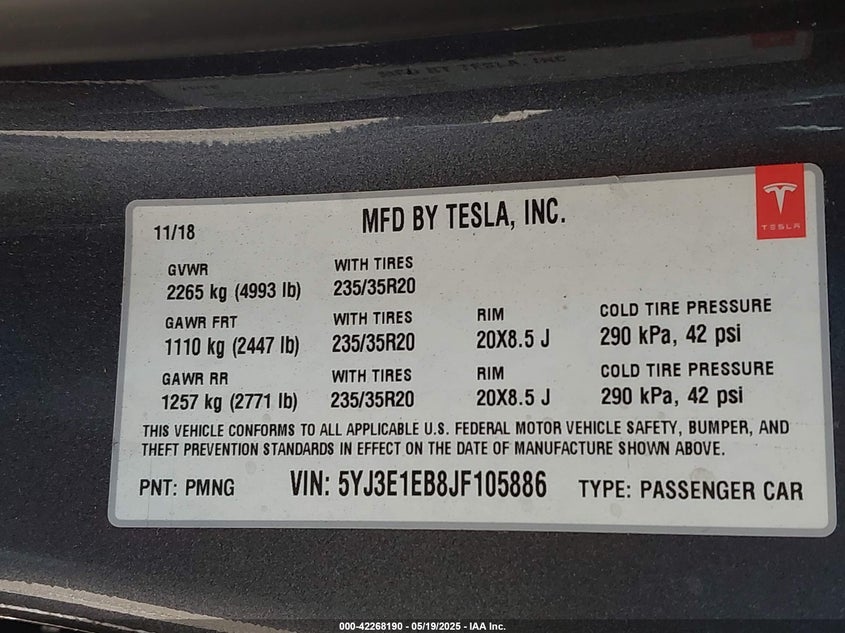 MFD BY TESLA, INC
11/18
MFD BY TESLA, INC.
TESLA
GVWR
WITH TIRES
2265 kg (4993 lb)
235/35R20
GAWR FRT
WITH TIRES
RIM
COLD TIRE PRESSURE
1110 kg (2447 lb)
235/35R20
20X8.5 J
290 kPa, 42 psi
GAWR RR
WITH TIRES
RIM
COLD TIRE PRESSURE
1257 kg (2771 lb)
235/35R20
20X8.5 J
290 kPa, 42 psi
THIS VEHICLE CONFORMS TO ALL APPLICABLE U.S. FEDERAL MOTOR VEHICLE SAFETY, BUMPER, AND
THEFT PREVENTION STANDARDS IN EFFECT ON THE DATE OF MANUFACTURE SHOWN ABOVE.
PNT: PMNG
VIN: 5YJ3E1EB8JF105886
TYPE: PASSENGER CAR
000-42268190 - 05/19/2025 - IAA Inc.